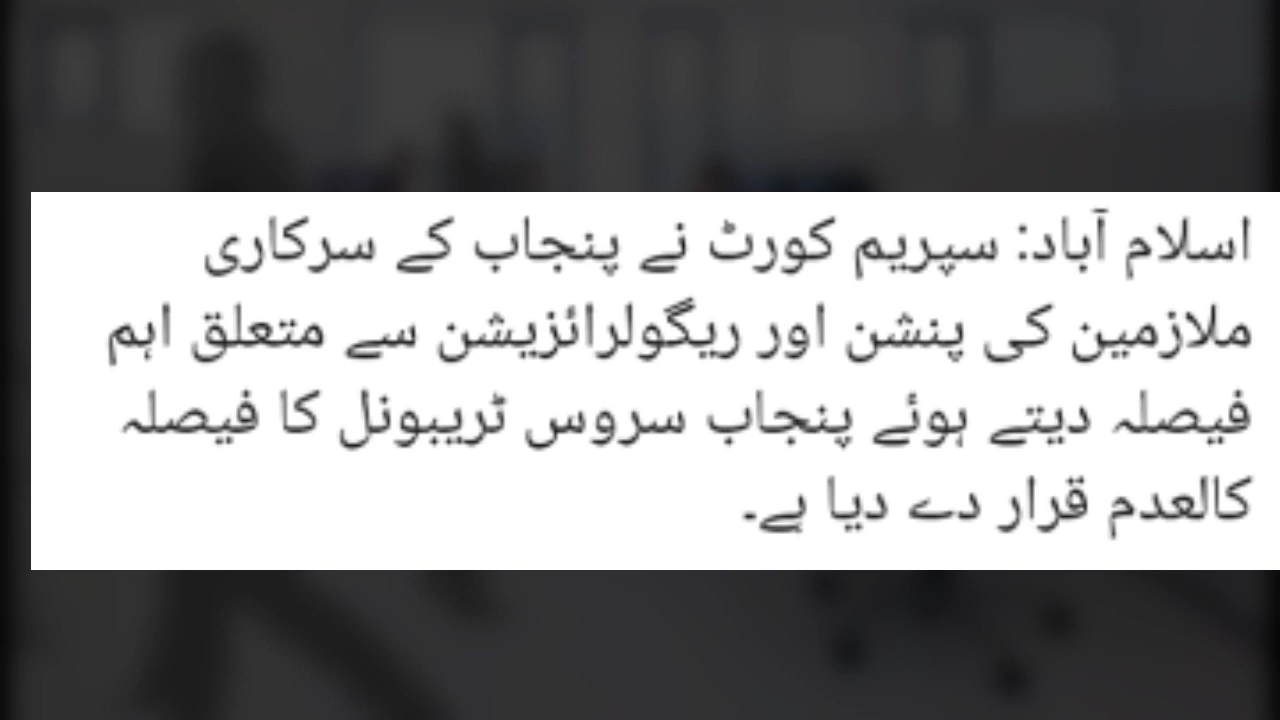 اسلام آباد: سپریم کورٹ نے پنجاب کے سرکاری
ملازمین کی پنشن اور ریگولرائزیشن سے متعلق اہم
فیصلہ دیتے ہوئے پنجاب سروس ٹریبونل کا فیصلہ
کالعدم قرار دے دیا ہے۔